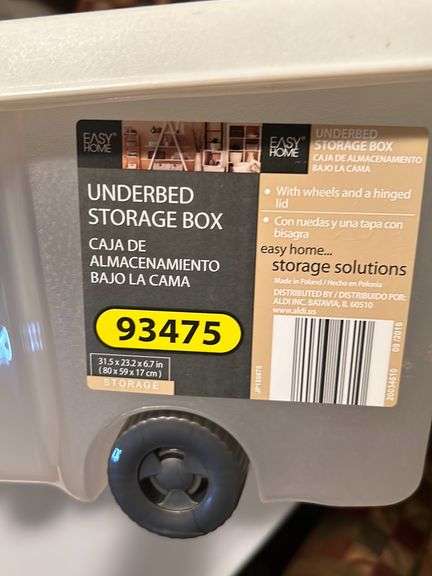 EASY®
HOME
UNDERBED
STORAGE BOX
CAJA DE
ALMACENAMIENTO
BAJO LA CAMA
93475
31.5 x 23.2 x 6.7 in
( 80 x 59 x 17 cm )
STORAGE
EASY®
HOME
UNDERBED
STORAGE BOX
CAJA DE ALMACENAMIENTO
BAJO LA CAMA
• With wheels and a hinged
lid
• Con ruedas y una tapa con
bisagra
easy home...
storage solutions
Made in Poland / Hecho en Polonia
DISTRIBUTED BY / DISTRIBUIDO POR:
ALDI INC. BATAVIA, IL 60510
www.aldi.us
09/2018